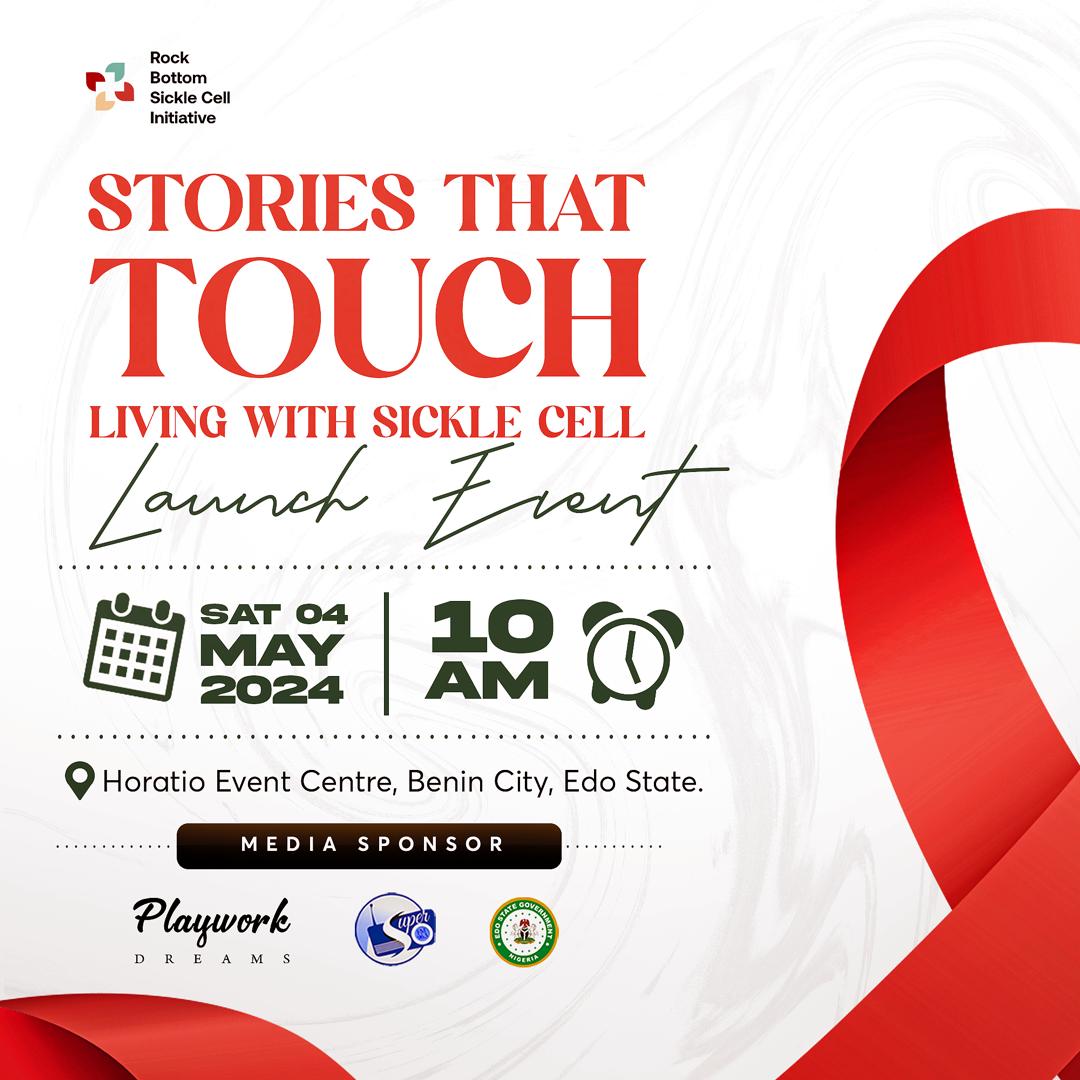 Rock
Bottom
Sickle Cell
Initiative
STORIES THAT
TOUCH
LIVING WITH SICKLE CELL
Launch Event
SAT 04
MAY
2024
10
AM
Horatio Event Centre, Benin City, Edo State.
MEDIA SPONSOR
Playwork
DREAMS
Super
EDO STATE GOVERNMENT
NIGERIA